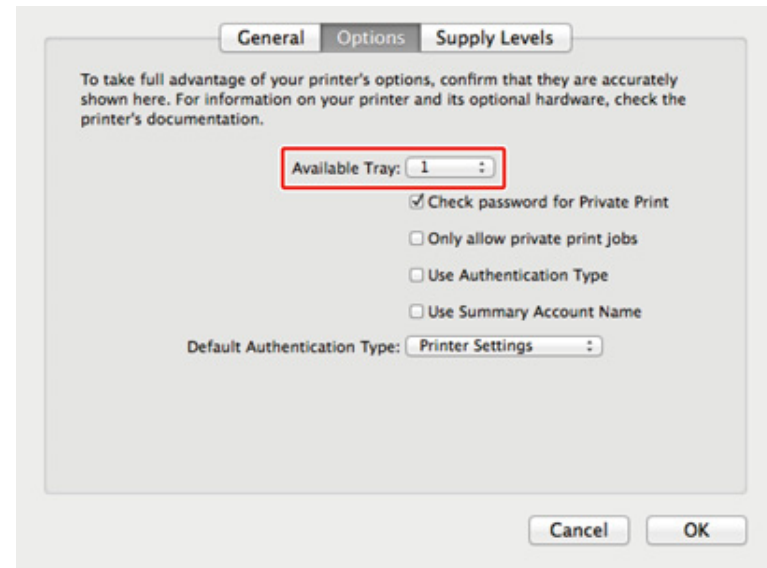 General Options Supply Levels
To take full advantage of your printer's options, confirm that they are accurately
shown here. For information on your printer and its optional hardware, check the
printer's documentation.
Available Tray: 1
Check password for Private Print
Only allow private print jobs
Use Authentication Type
Use Summary Account Name
Default Authentication Type: Printer Settings
Cancel OK